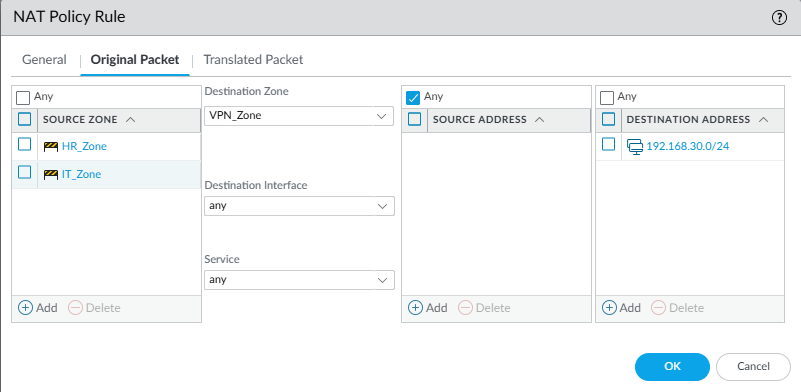 NAT Policy Rule
General
Original Packet
Translated Packet
Any
SOURCE ZONE
HR_Zone
IT_Zone
Add
Delete
Destination Zone
VPN_Zone
Destination Interface
any
Service
any
Any
SOURCE ADDRESS
Add
Delete
Any
DESTINATION ADDRESS
192.168.30.0/24
Add
Delete
OK
Cancel